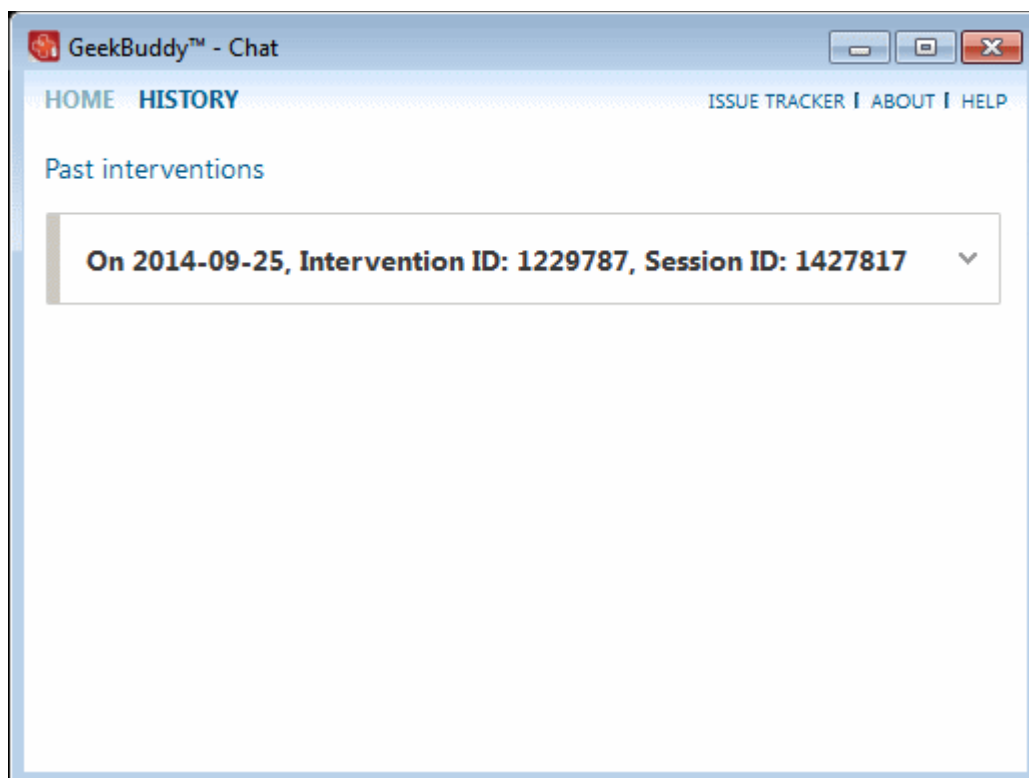 GeekBuddy™ - Chat
HOME HISTORY ISSUE TRACKER | ABOUT | HELP
Past interventions
On 2014-09-25, Intervention ID: 1229787, Session ID: 1427817